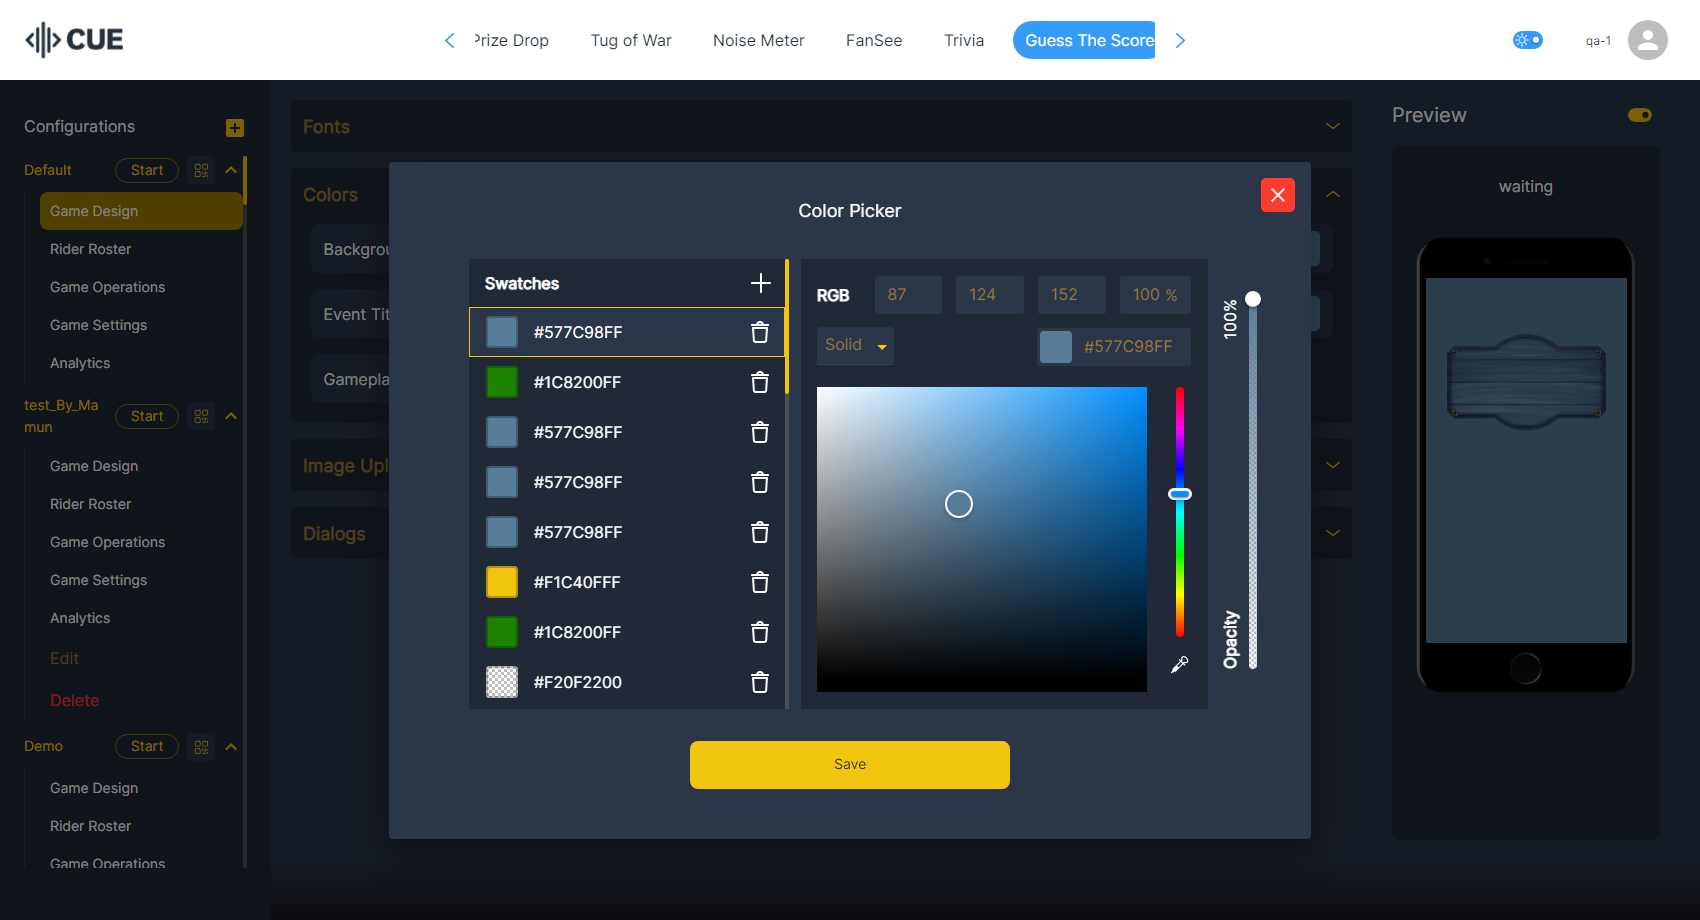 CUE
Prize Drop
Tug of War
Noise Meter
FanSee
Trivia
Guess The Score
qa-1
Configurations
Default
Start
Game Design
Rider Roster
Game Operations
Game Settings
Analytics
test_By_Ma
mun
Start
Game Design
Rider Roster
Game Operations
Game Settings
Analytics
Edit
Delete
Demo
Start
Game Design
Rider Roster
Game Operations
Fonts
Colors
Backgrou
Event Tit
Gamepla
Image Upl
Dialogs
Color Picker
Swatches
#577C98FF
#1C8200FF
#577C98FF
#577C98FF
#577C98FF
#F1C40FFF
#1C8200FF
#F20F2200
RGB
87
124
152
100 %
Solid
#577C98FF
100%
Opacity
Save
Preview
waiting